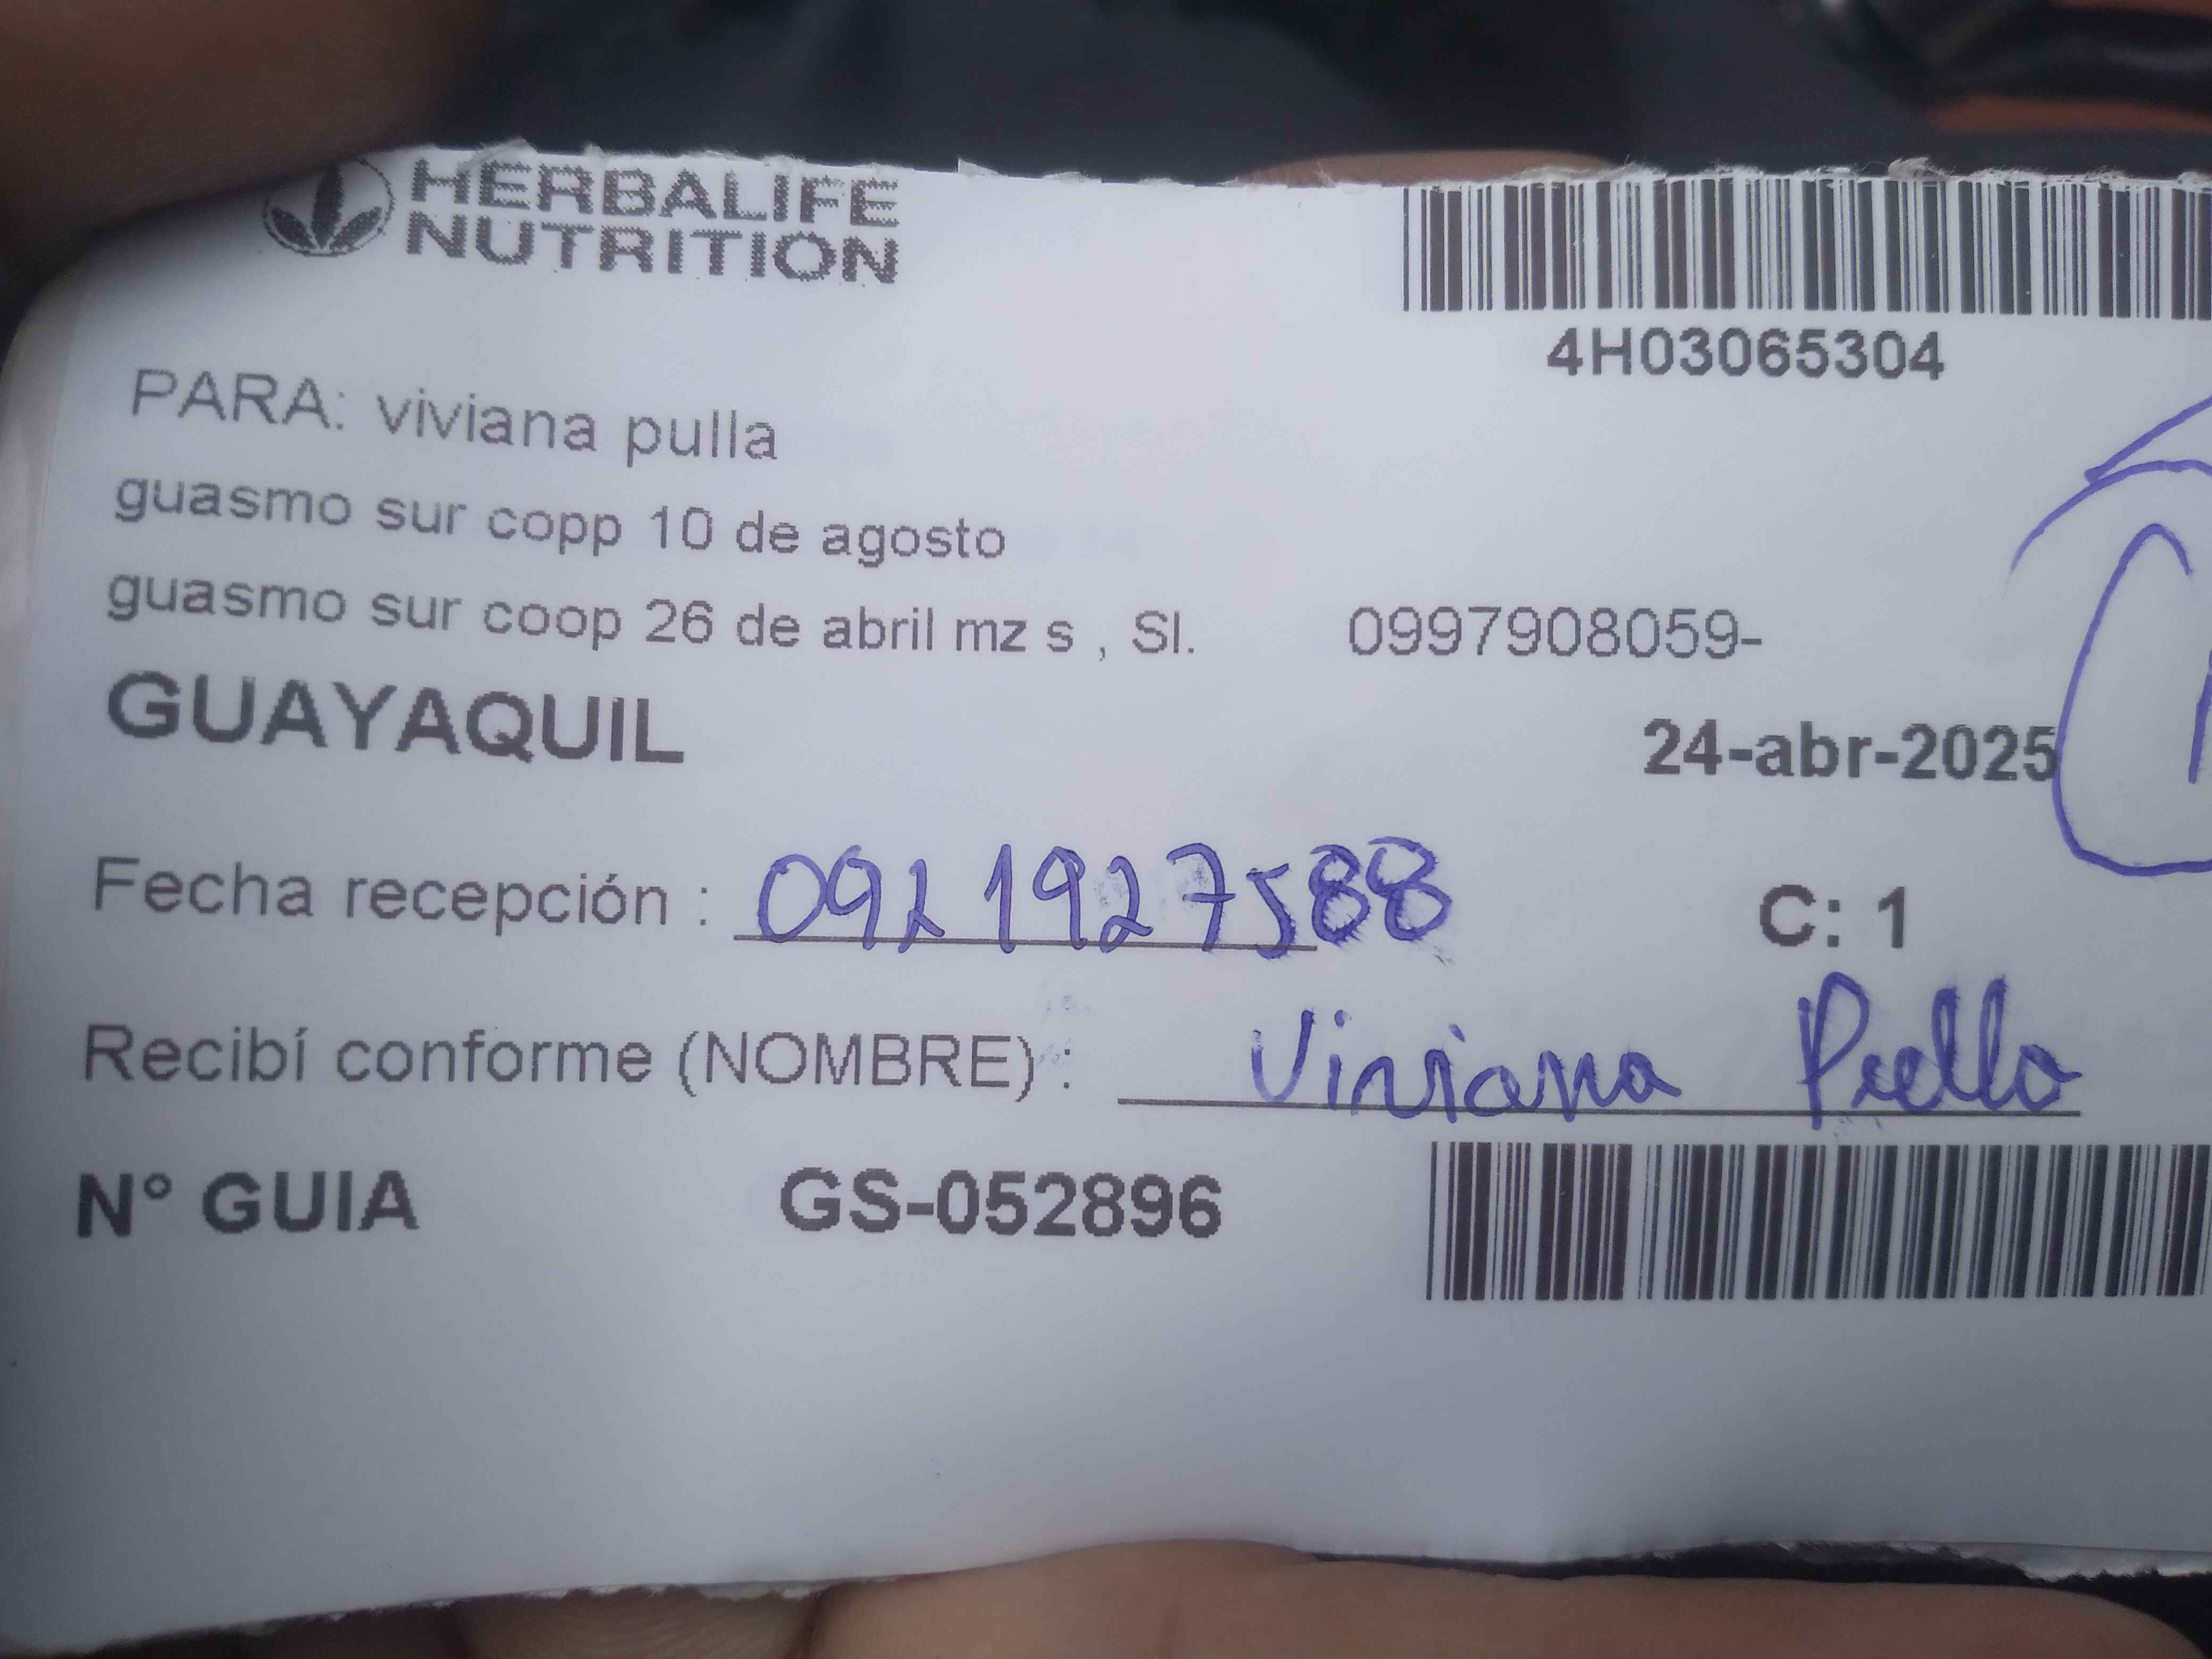 HERBALIFE
NUTRITION
4H03065304
PARA: viviana pulla
guasmo sur copp 10 de agosto
guasmo sur coop 26 de abril mz s , Sl. 0997908059-
GUAYAQUIL 24-abr-2025
Fecha recepción : 0921927588 C: 1
Recibí conforme (NOMBRE) : Viviana Pulla
N° GUIA GS-052896